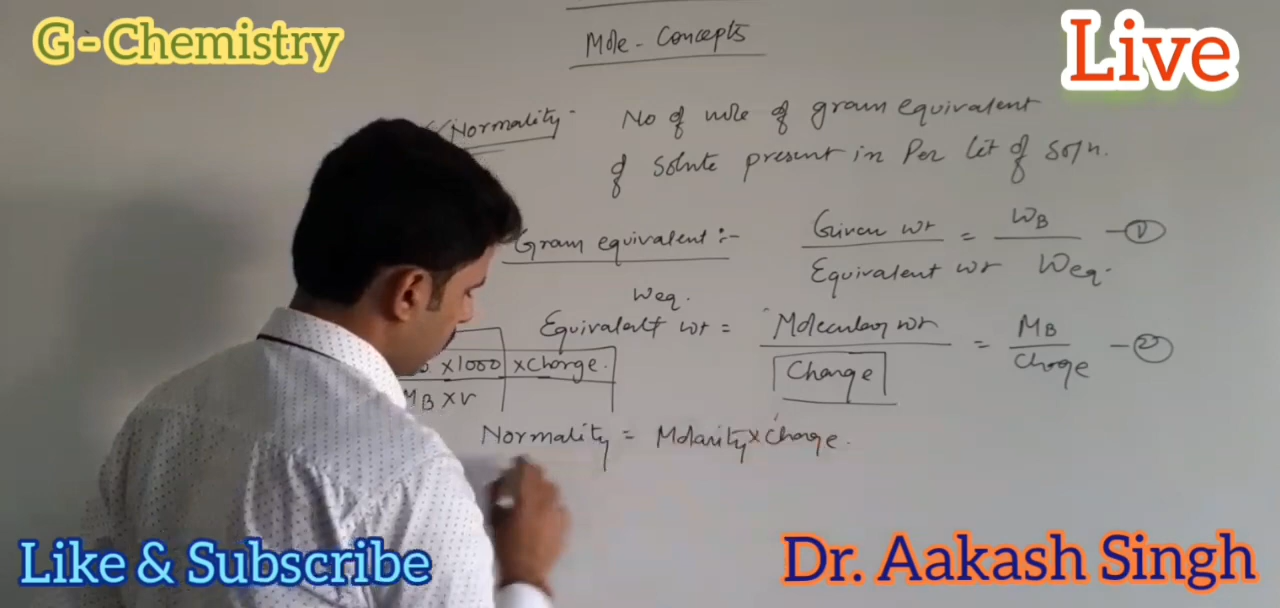 G - Chemistry
Live
Mole - Concepts
Normality - No of mole of gram equivalent
of Solute present in Per lit of Soln.
Gram equivalent :- Given wt / Equivalent wt = WB / Weq. - 1
Weq.
Equivalent wt = Molecular wt / Charge = MB / Charge - 2
×1000 × Charge.
MB × V
Normality = Molarity × Charge.
Like & Subscribe
Dr. Aakash Singh